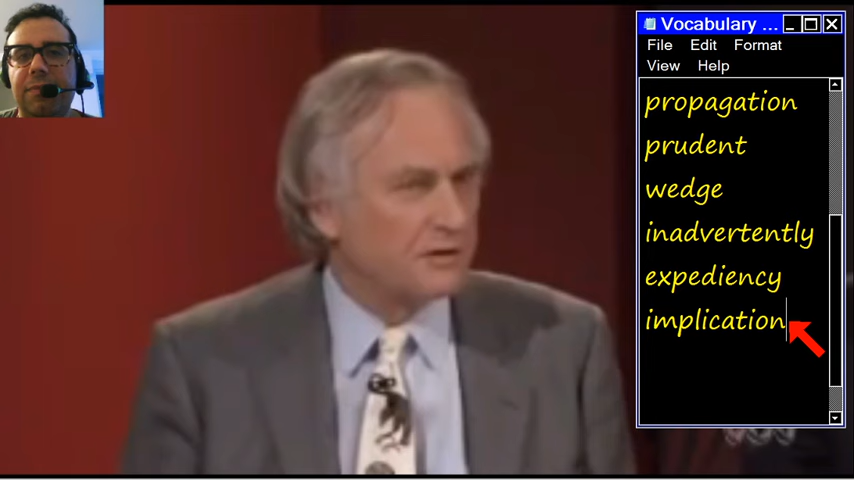 Vocabulary ...
File Edit Format
View Help
propagation
prudent
wedge
inadvertently
expediency
implication